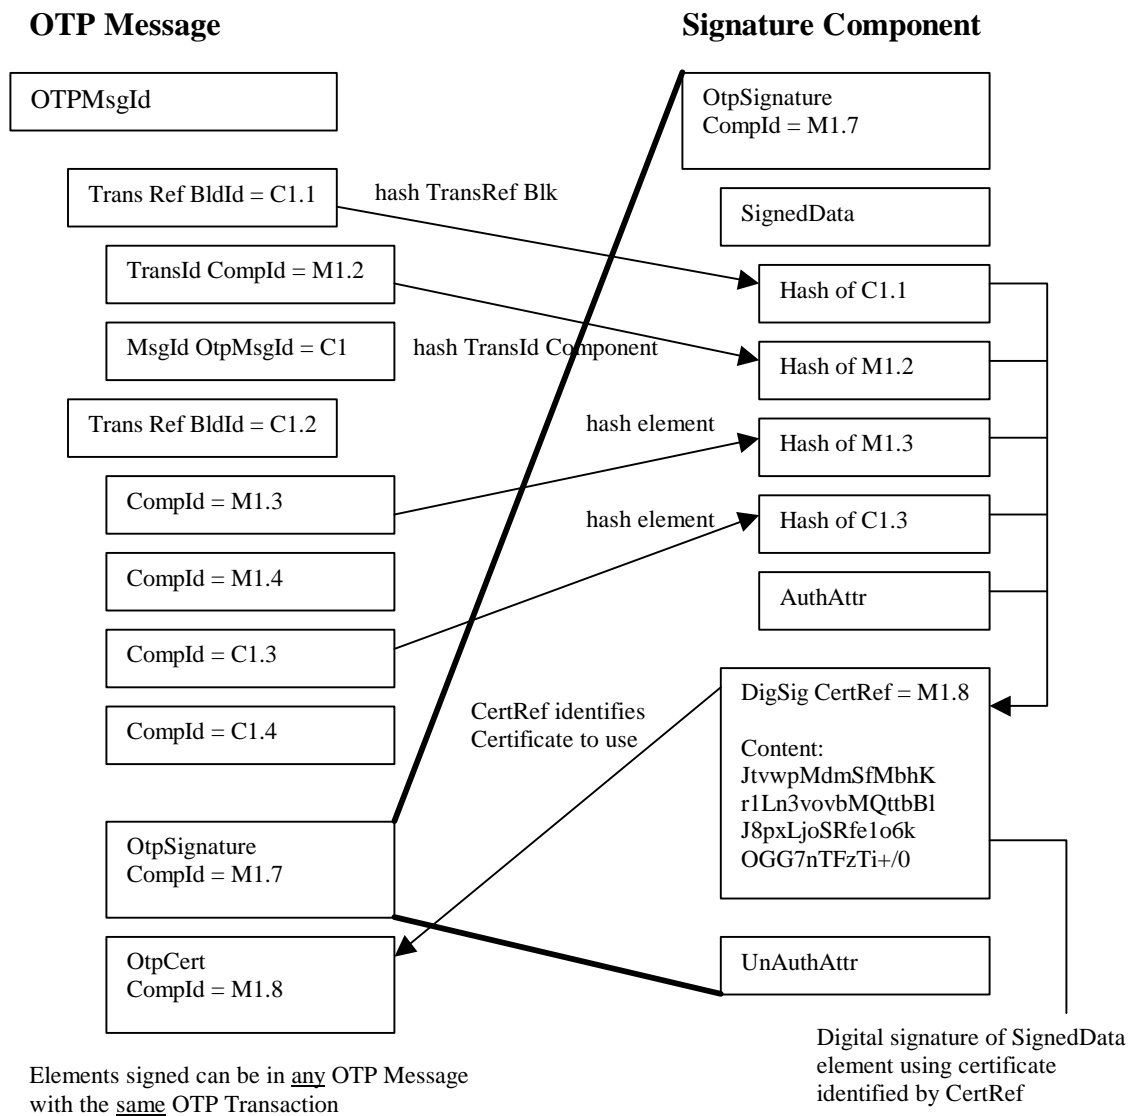 OTP Message
OTPMsgId
Trans Ref BldId = C1.1
TransId CompId = M1.2
MsgId OtpMsgId = C1
Trans Ref BldId = C1.2
CompId = M1.3
CompId = M1.4
CompId = C1.3
CompId = C1.4
OtpSignature
CompId = M1.7
OtpCert
CompId = M1.8
Elements signed can be in any OTP Message
with the same OTP Transaction
hash TransRef Blk
hash TransId Component
hash element
hash element
CertRef identifies
Certificate to use
Signature Component
OtpSignature
CompId = M1.7
SignedData
Hash of C1.1
Hash of M1.2
Hash of M1.3
Hash of C1.3
AuthAttr
DigSig CertRef = M1.8
Content:
JtvwpMdmSfMbhK
r1Ln3vovbMQttbBl
J8pxLjoSRfe1o6k
OGG7nTFzTi+/0
UnAuthAttr
Digital signature of SignedData
element using certificate
identified by CertRef